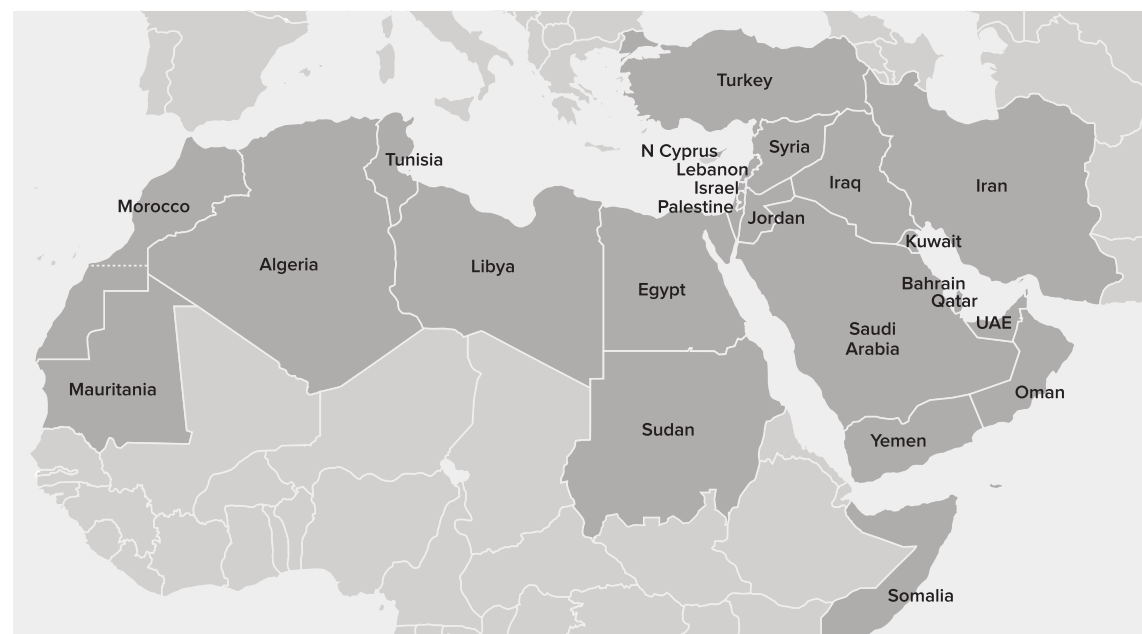 Turkey
N Cyprus
Syria
Lebanon
Israel
Palestine
Tunisia
Iraq
Iran
Morocco
Jordan
Kuwait
Algeria
Libya
Egypt
Bahrain
Qatar
UAE
Saudi
Arabia
Mauritania
Oman
Sudan
Yemen
Somalia